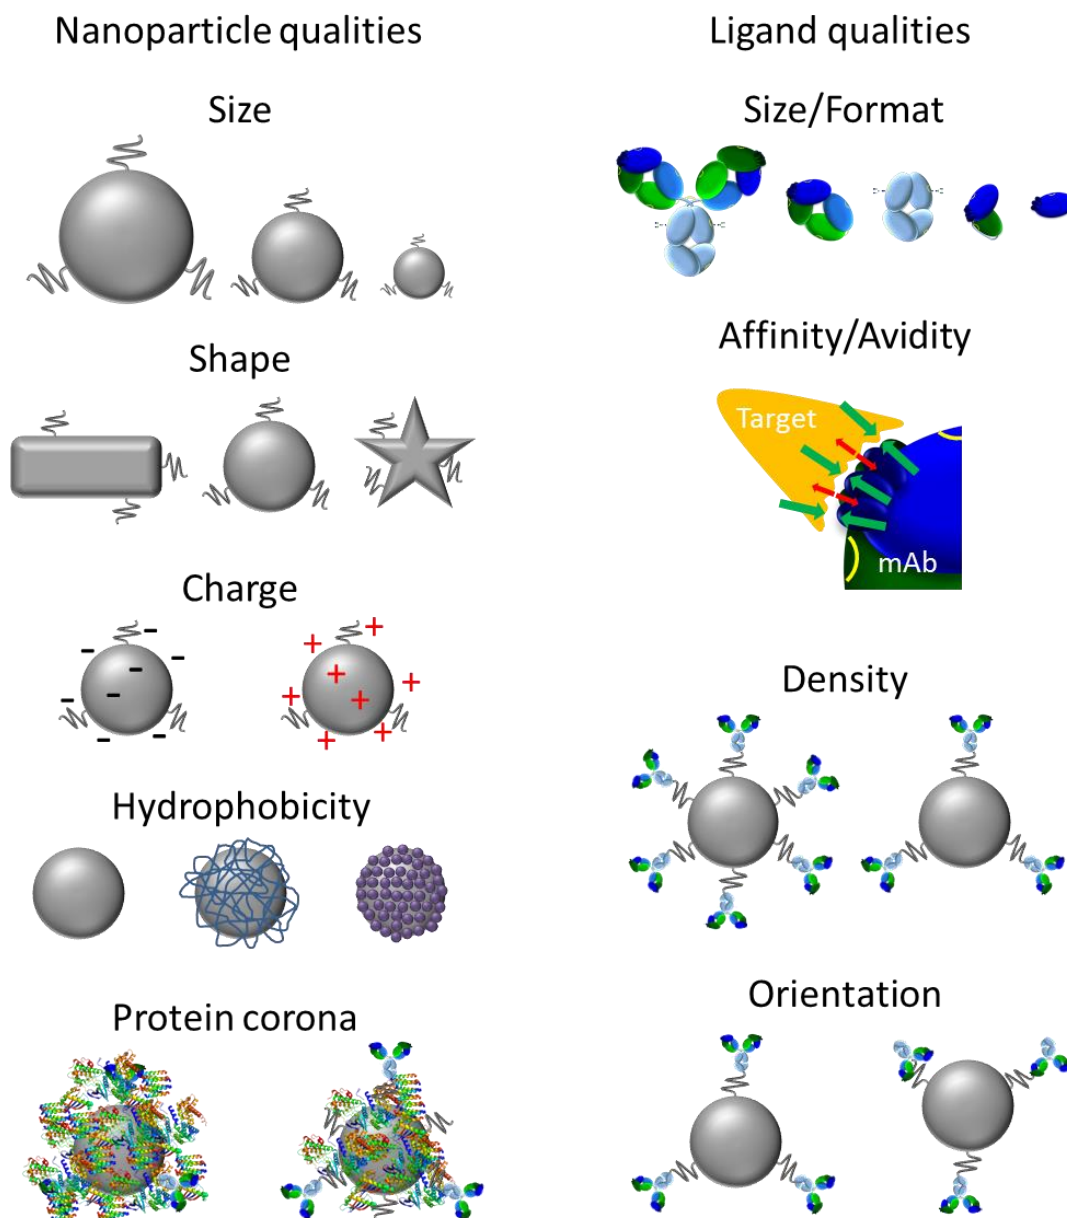 Nanoparticle qualities
Size
Shape
Charge
Hydrophobicity
Protein corona
Ligand qualities
Size/Format
Affinity/Avidity
Target
mAb
Density
Orientation